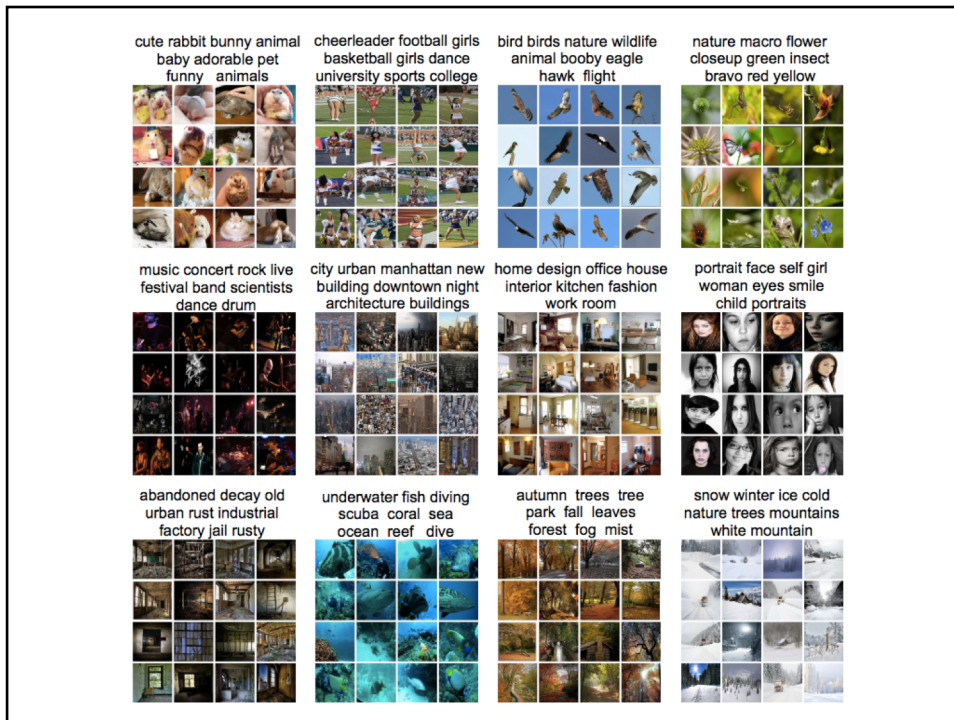 cute rabbit bunny animal
baby adorable pet
funny animals
cheerleader football girls
basketball girls dance
university sports college
bird birds nature wildlife
animal booby eagle
hawk flight
nature macro flower
closeup green insect
bravo red yellow
music concert rock live
festival band scientists
dance drum
city urban manhattan new
building downtown night
architecture buildings
home design office house
interior kitchen fashion
work room
portrait face self girl
woman eyes smile
child portraits
abandoned decay old
urban rust industrial
factory jail rusty
underwater fish diving
scuba coral sea
ocean reef dive
autumn trees tree
park fall leaves
forest fog mist
snow winter ice cold
nature trees mountains
white mountain